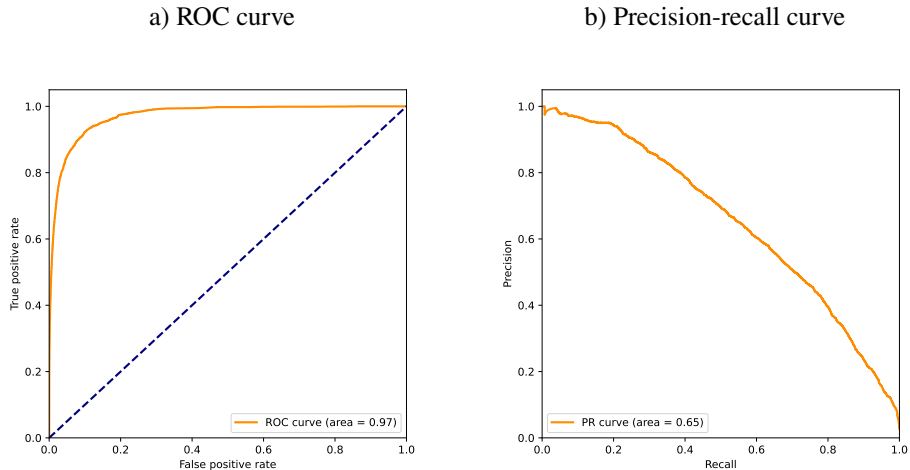 a) ROC curve
b) Precision-recall curve
1.0
0.8
0.6
0.4
0.2
0.0
True positive rate
0.0 0.2 0.4 0.6 0.8 1.0
False positive rate
ROC curve (area = 0.97)
1.0
0.8
0.6
0.4
0.2
0.0
Precision
0.0 0.2 0.4 0.6 0.8 1.0
Recall
PR curve (area = 0.65)